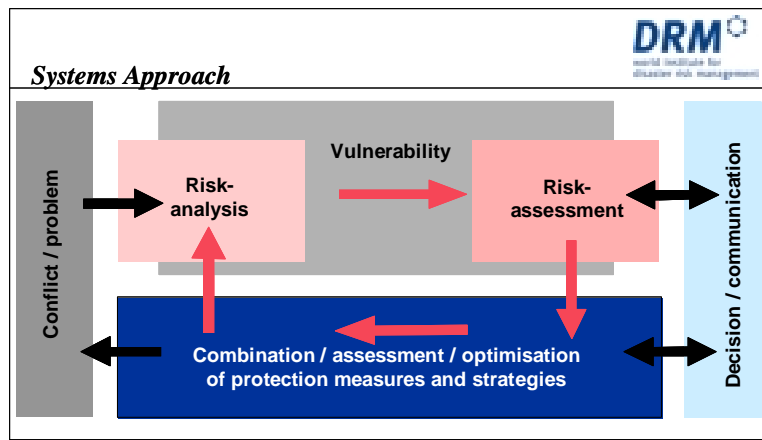 DRM
world institute for
disaster risk management
Systems Approach
Conflict / problem
Risk-
analysis
Vulnerability
Risk-
assessment
Decision / communication
Combination / assessment / optimisation
of protection measures and strategies